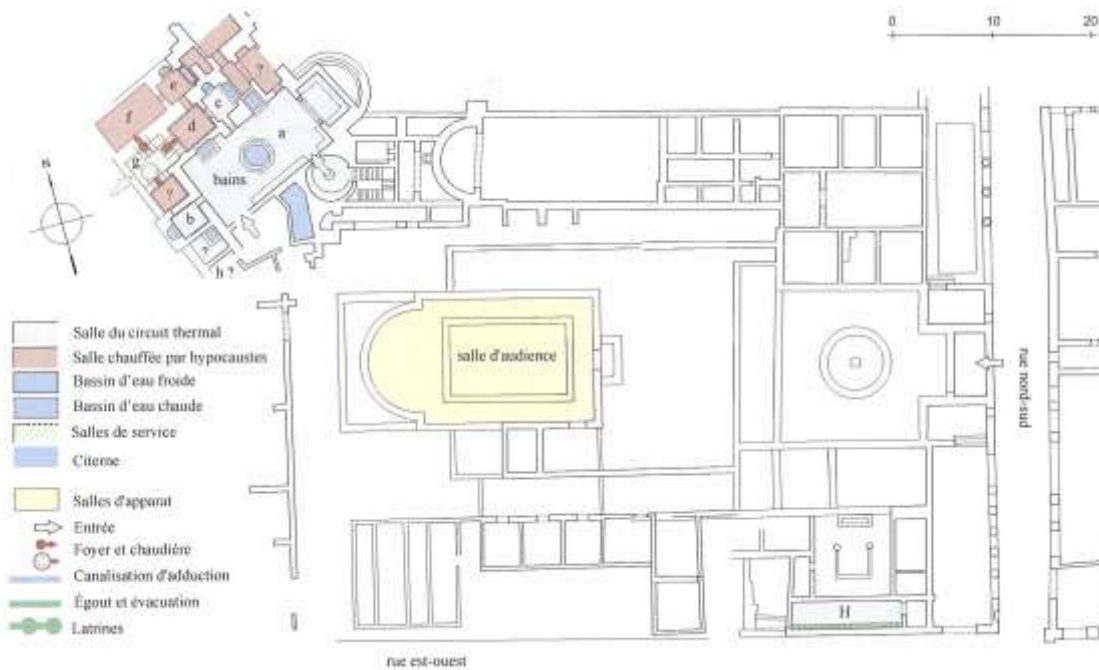 0 10 20
N
f
e
?
c
d
a
g
bains
?
b
?
h ?
Salle du circuit thermal
Salle chauffée par hypocaustes
Bassin d'eau froide
Bassin d'eau chaude
Salles de service
Citerne
Salles d'apparat
Entrée
Foyer et chaudière
Canalisation d'adduction
Égout et évacuation
Latrines
salle d'audience
rue nord-sud
H
rue est-ouest